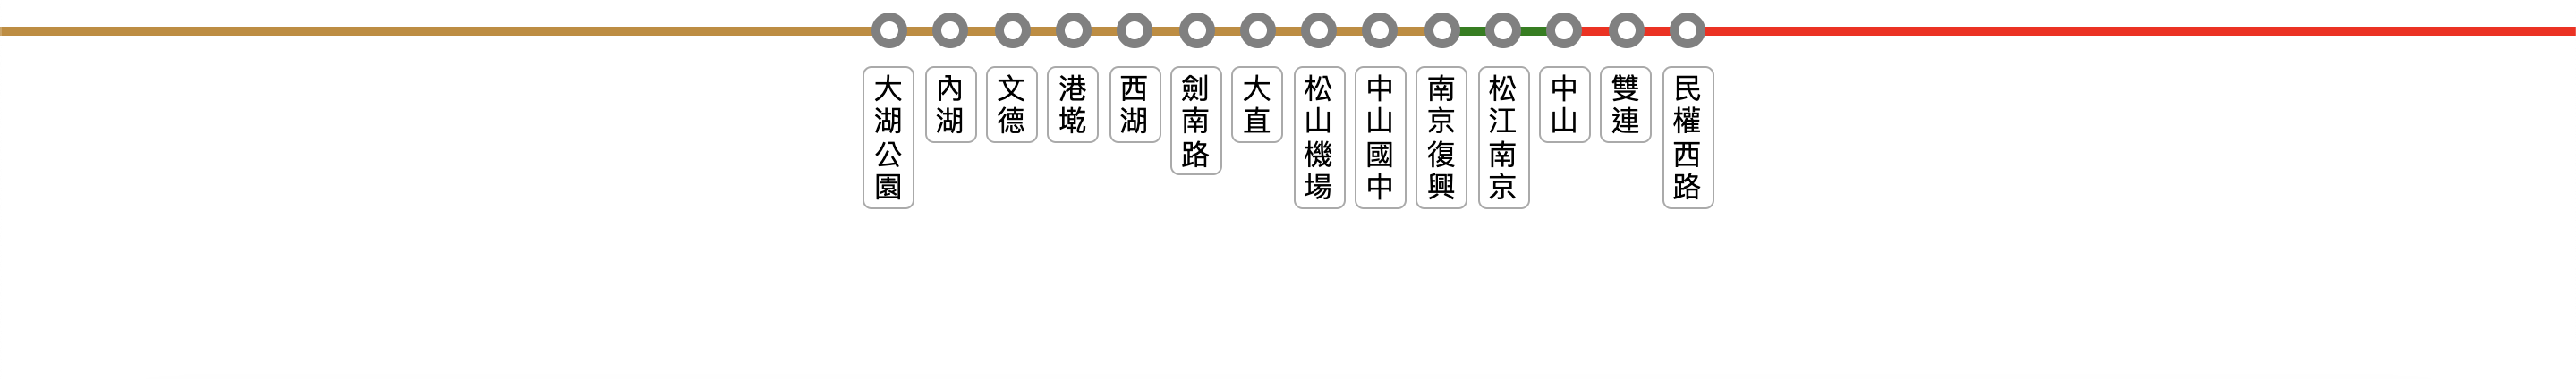 大湖公園
內湖
文德
港墘
西湖
劍南路
大直
松山機場
中山國中
南京復興
松江南京
中山
雙連
民權西路